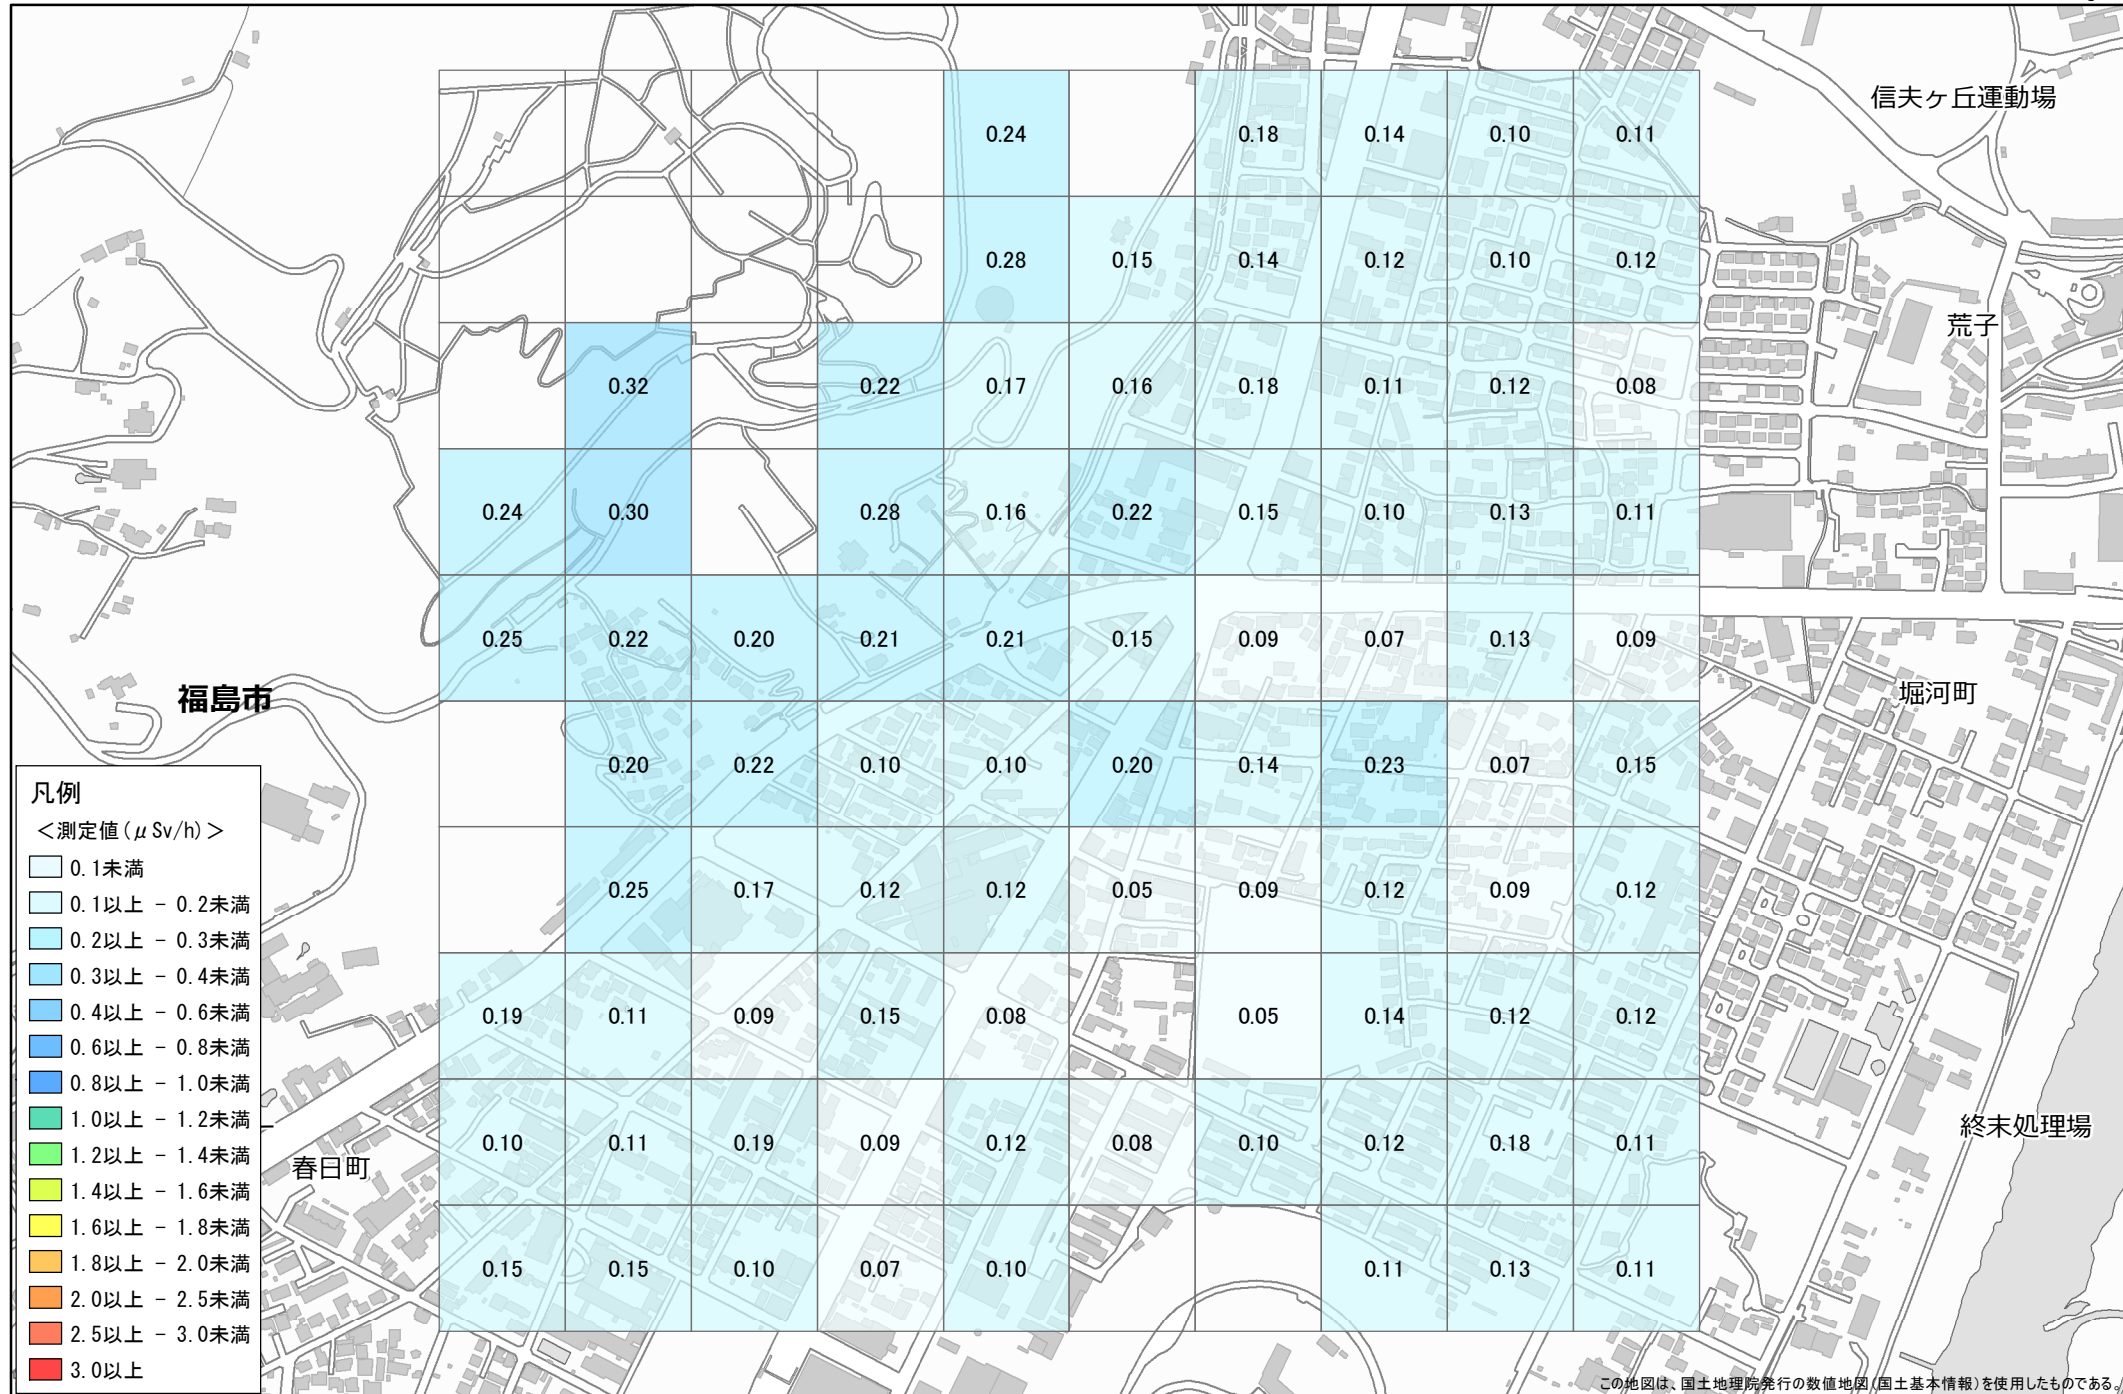 信夫ヶ丘運動場
0.24 0.18 0.14 0.10 0.11
0.28 0.15 0.14 0.12 0.10 0.12
荒子
0.32 0.22 0.17 0.16 0.18 0.11 0.12 0.08
0.24 0.30 0.28 0.16 0.22 0.15 0.10 0.13 0.11
0.25 0.22 0.20 0.21 0.21 0.15 0.09 0.07 0.13 0.09
福島市
堀河町
0.20 0.22 0.10 0.10 0.20 0.14 0.23 0.07 0.15
0.25 0.17 0.12 0.12 0.05 0.09 0.12 0.09 0.12
0.19 0.11 0.09 0.15 0.08 0.05 0.14 0.12 0.12
0.10 0.11 0.19 0.09 0.12 0.08 0.10 0.12 0.18 0.11
終末処理場
春日町
0.15 0.15 0.10 0.07 0.10 0.11 0.13 0.11
凡例
＜測定値(μSv/h)＞
0.1未満
0.1以上 - 0.2未満
0.2以上 - 0.3未満
0.3以上 - 0.4未満
0.4以上 - 0.6未満
0.6以上 - 0.8未満
0.8以上 - 1.0未満
1.0以上 - 1.2未満
1.2以上 - 1.4未満
1.4以上 - 1.6未満
1.6以上 - 1.8未満
1.8以上 - 2.0未満
2.0以上 - 2.5未満
2.5以上 - 3.0未満
3.0以上
この地図は、国土地理院発行の数値地図(国土基本情報)を使用したものである。